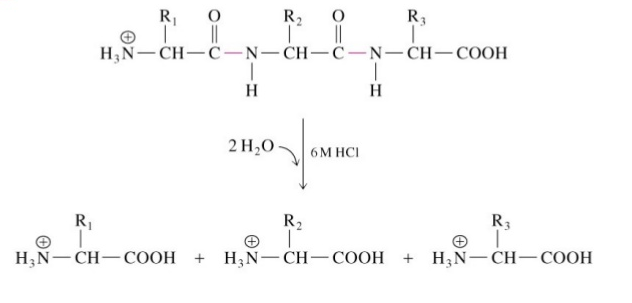 R₁ O R₂ O R₃
⊕
H₃N—CH—C—N—CH—C—N—CH—COOH
H H
2 H₂O 6 M HCl
R₁ R₂ R₃
⊕ ⊕ ⊕
H₃N—CH—COOH + H₃N—CH—COOH + H₃N—CH—COOH